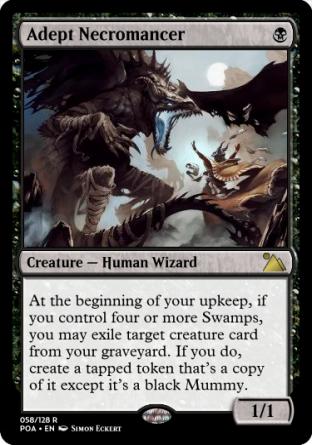 Adept Necromancer
Creature — Human Wizard
At the beginning of your upkeep, if
you control four or more Swamps,
you may exile target creature
card from your graveyard. If you do,
create a tapped token that's a copy
of it except it's a black Mummy.
1/1
058/128 R
POA • EN Simon Eckert